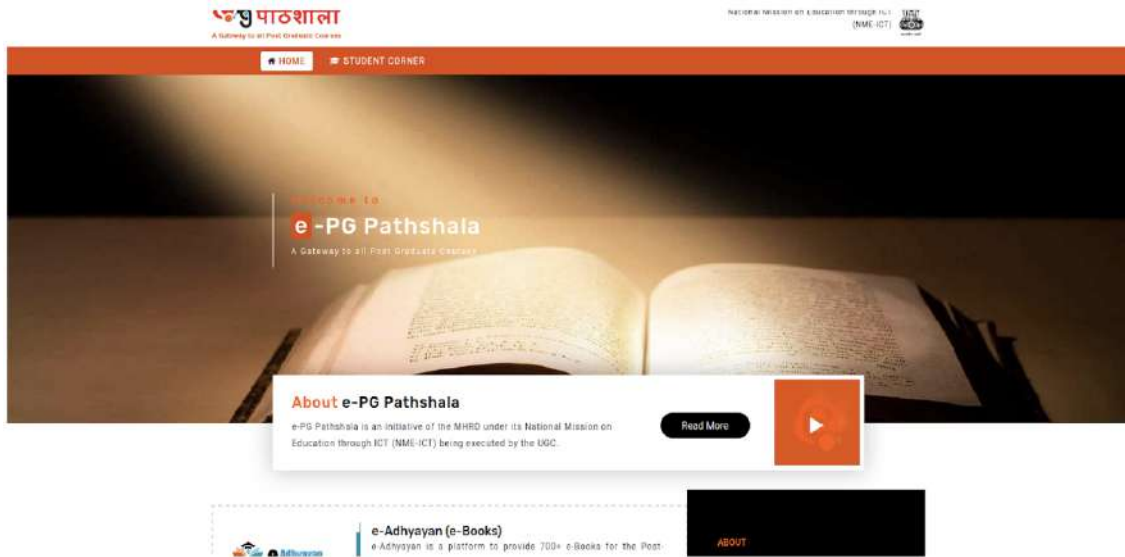 पाठशाला
A Gateway to all Post Graduate Courses
National Mission on Education through ICT
(NME-ICT)
HOME
STUDENT CORNER
Welcome to
e-PG Pathshala
A Gateway to all Post Graduate Courses
About e-PG Pathshala
e-PG Pathshala is an initiative of the MHRD under its National Mission on
Education through ICT (NME-ICT) being executed by the UGC.
Read More
e-Adhyayan (e-Books)
e-Adhyayan is a platform to provide 700+ e-Books for the Post-
e Adhyayan
ABOUT